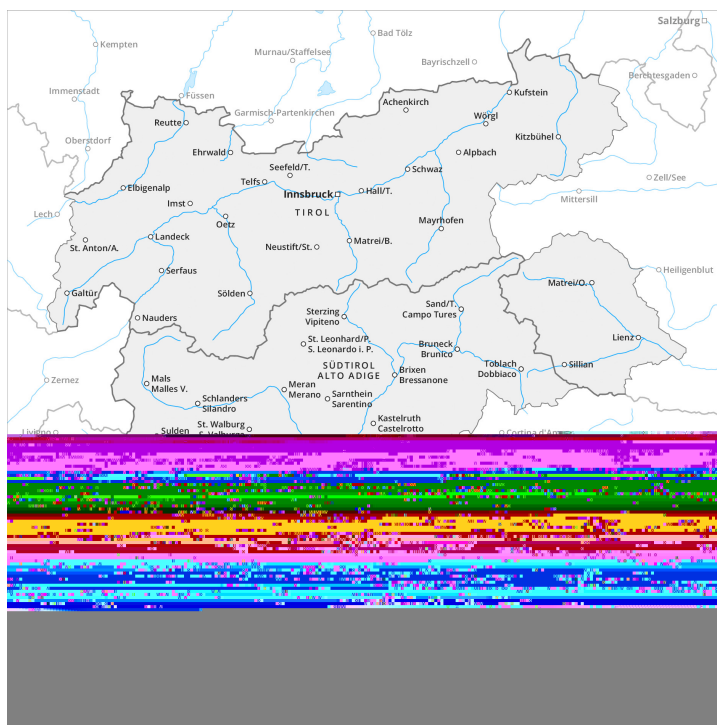 Salzburg
Kempten
Bad Tölz
Murnau/Staffelsee
Bayrischzell
Berchtesgaden
Immenstadt
Füssen
Kufstein
Garmisch-Partenkirchen
Achenkirch
Reutte
Wörgl
Oberstdorf
Kitzbühel
Ehrwald
Alpbach
Seefeld/T.
Schwaz
Zell/See
Telfs
Elbigenalp
Innsbruck
Hall/T.
Mittersill
Imst
TIROL
Lech
Oetz
Mayrhofen
Landeck
St. Anton/A.
Neustift/St.
Matrei/B.
Serfaus
Heiligenblut
Matrei/O.
Galtür
Sölden
Sand/T.
Campo Tures
Nauders
Sterzing
Vipiteno
St. Leonhard/P.
S. Leonardo i. P.
Lienz
Bruneck
Brunico
SÜDTIROL
ALTO ADIGE
Toblach
Dobbiaco
Sillian
Brixen
Bressanone
Zernez
Mals
Malles V.
Meran
Merano
Sarnthein
Sarentino
Schlanders
Silandro
Kastelruth
Castelrotto
St. Walburg
Sulden
Livigno